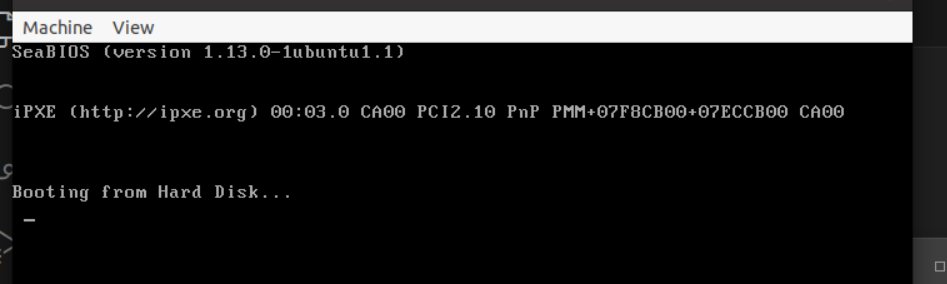 Machine View
SeaBIOS (version 1.13.0-1ubuntu1.1)
iPXE (http://ipxe.org) 00:03.0 CA00 PCI2.10 PnP PMM+07F8CB00+07ECCB00 CA00
Booting from Hard Disk...